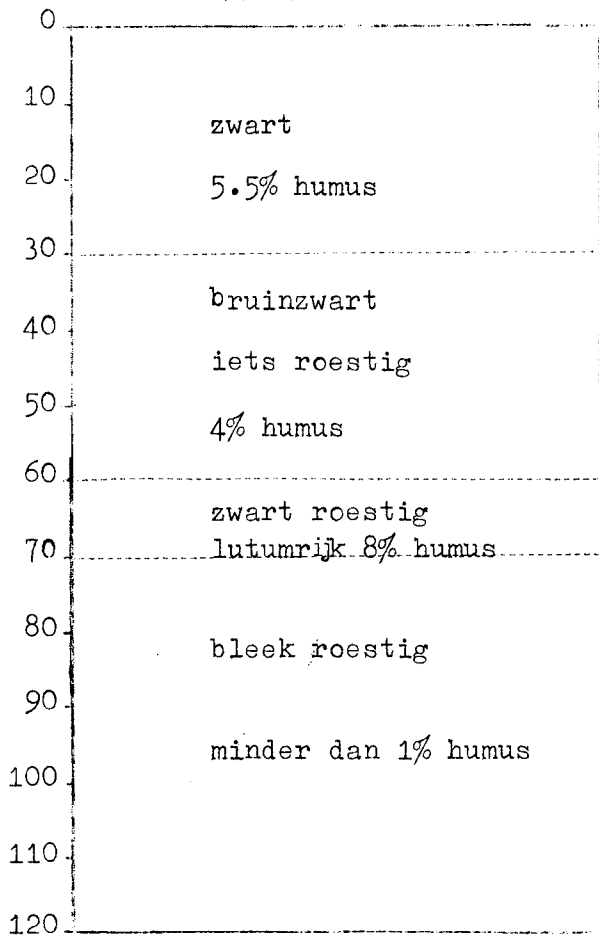 0
10
zwart
20
5.5% humus
30
bruinzwart
40
iets roestig
50
4% humus
60
zwart roestig
70 lutumrijk 8% humus
80
bleek roestig
90
minder dan 1% humus
100
110
120